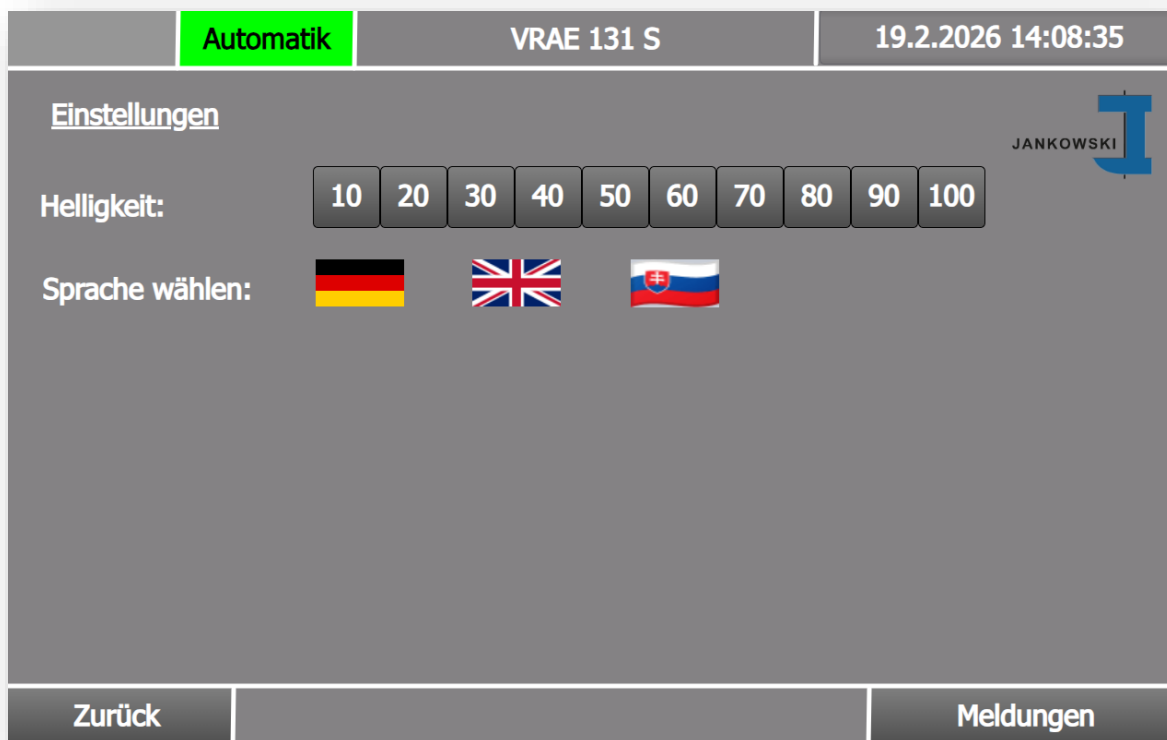 Automatik VRAE 131 S 19.2.2026 14:08:35
Einstellungen
JANKOWSKI
Helligkeit: 10 20 30 40 50 60 70 80 90 100
Sprache wählen:
Zurück Meldungen